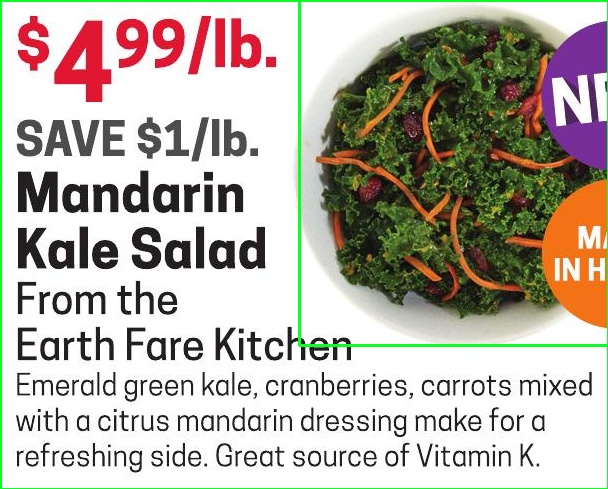 $4.99/lb.
SAVE $1/lb.
Mandarin
Kale Salad
From the
Earth Fare Kitchen
Emerald green kale, cranberries, carrots mixed
with a citrus mandarin dressing make for a
refreshing side. Great source of Vitamin K.
IN